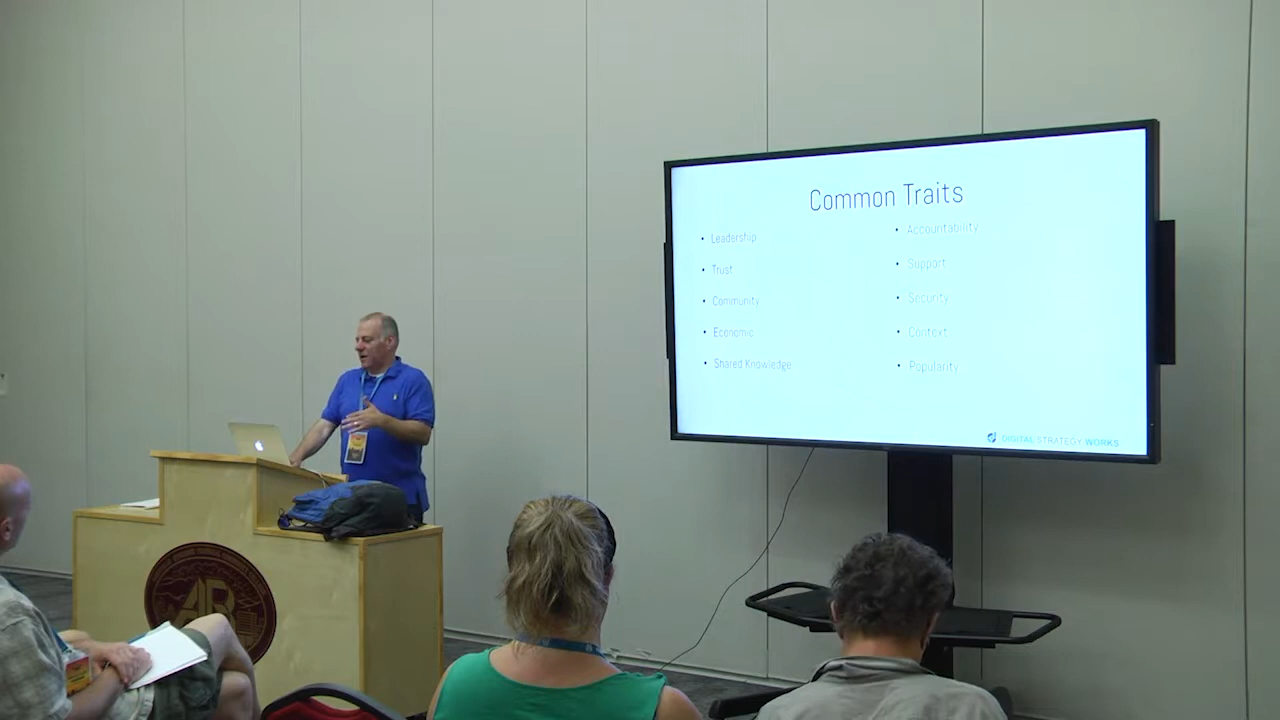 Common Traits
• Leadership
• Trust
• Community
• Economic
• Shared Knowledge
• Accountability
• Support
• Security
• Context
• Popularity
DIGITAL STRATEGY WORKS